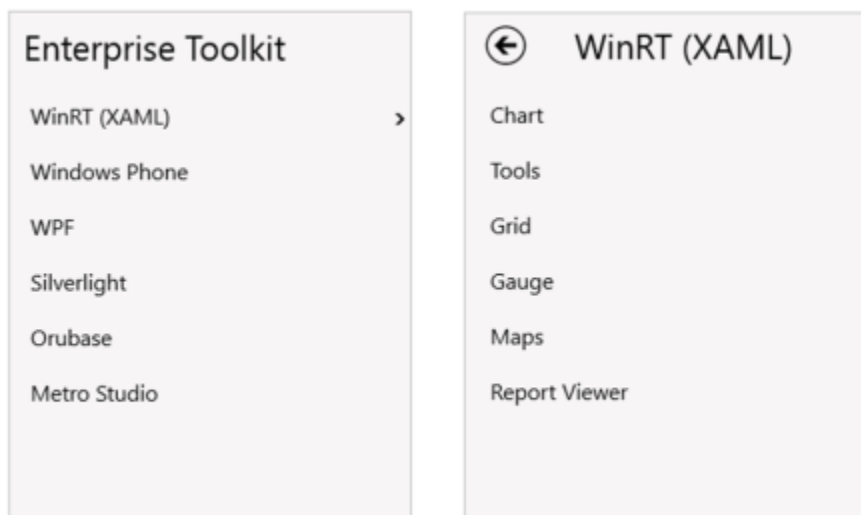 Enterprise Toolkit
WinRT (XAML)
Windows Phone
WPF
Silverlight
Orubase
Metro Studio
WinRT (XAML)
Chart
Tools
Grid
Gauge
Maps
Report Viewer